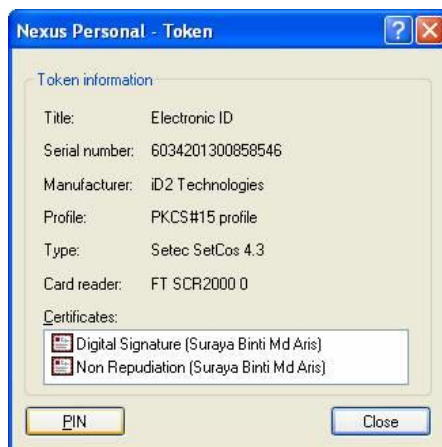 Nexus Personal - Token
Token information
Title: Electronic ID
Serial number: 6034201300858546
Manufacturer: iD2 Technologies
Profile: PKCS#15 profile
Type: Setec SetCos 4.3
Card reader: FT SCR2000 0
Certificates:
Digital Signature (Suraya Binti Md Aris)
Non Repudiation (Suraya Binti Md Aris)
PIN Close